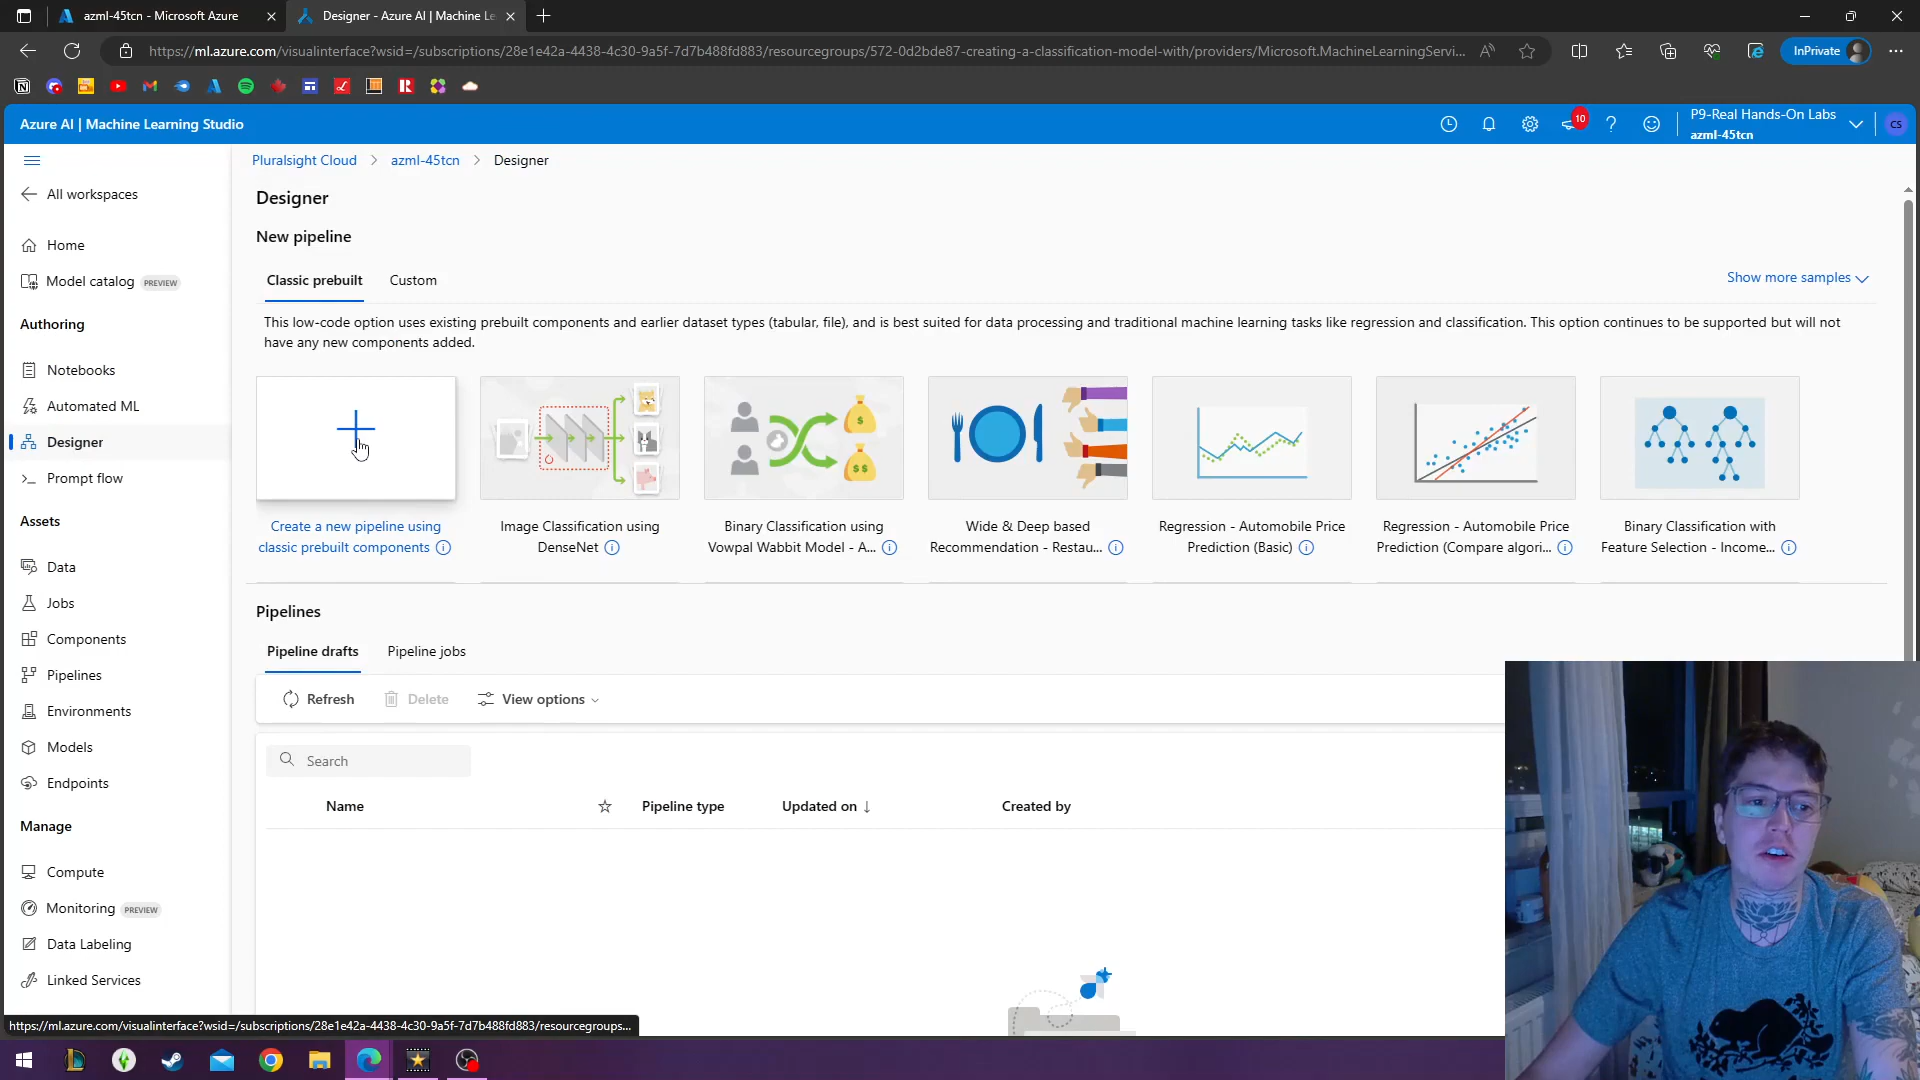 azml-45tcn - Microsoft Azure
Designer - Azure AI | Machine Le
https://ml.azure.com/visualinterface?wsid=/subscriptions/28e1e42a-4438-4c30-9a5f-7d7b488fd883/resourcegroups/572-0d2bde87-creating-a-classification-model-with/providers/Microsoft.MachineLearningServi...
InPrivate
Azure AI | Machine Learning Studio
10
P9-Real Hands-On Labs
azml-45tcn
CS
Pluralsight Cloud > azml-45tcn > Designer
All workspaces
Home
Model catalog PREVIEW
Authoring
Notebooks
Automated ML
Designer
Prompt flow
Assets
Data
Jobs
Components
Pipelines
Environments
Models
Endpoints
Manage
Compute
Monitoring PREVIEW
Data Labeling
Linked Services
Designer
New pipeline
Classic prebuilt
Custom
Show more samples
This low-code option uses existing prebuilt components and earlier dataset types (tabular, file), and is best suited for data processing and traditional machine learning tasks like regression and classification. This option continues to be supported but will not
have any new components added.
$
$$
Create a new pipeline using
classic prebuilt components
Image Classification using
DenseNet
Binary Classification using
Vowpal Wabbit Model - A...
Wide & Deep based
Recommendation - Restau...
Regression - Automobile Price
Prediction (Basic)
Regression - Automobile Price
Prediction (Compare algori...
Binary Classification with
Feature Selection - Income...
Pipelines
Pipeline drafts
Pipeline jobs
Refresh
Delete
View options
Search
Name
Pipeline type
Updated on ↓
Created by
https://ml.azure.com/visualinterface?wsid=/subscriptions/28e1e42a-4438-4c30-9a5f-7d7b488fd883/resourcegroups...